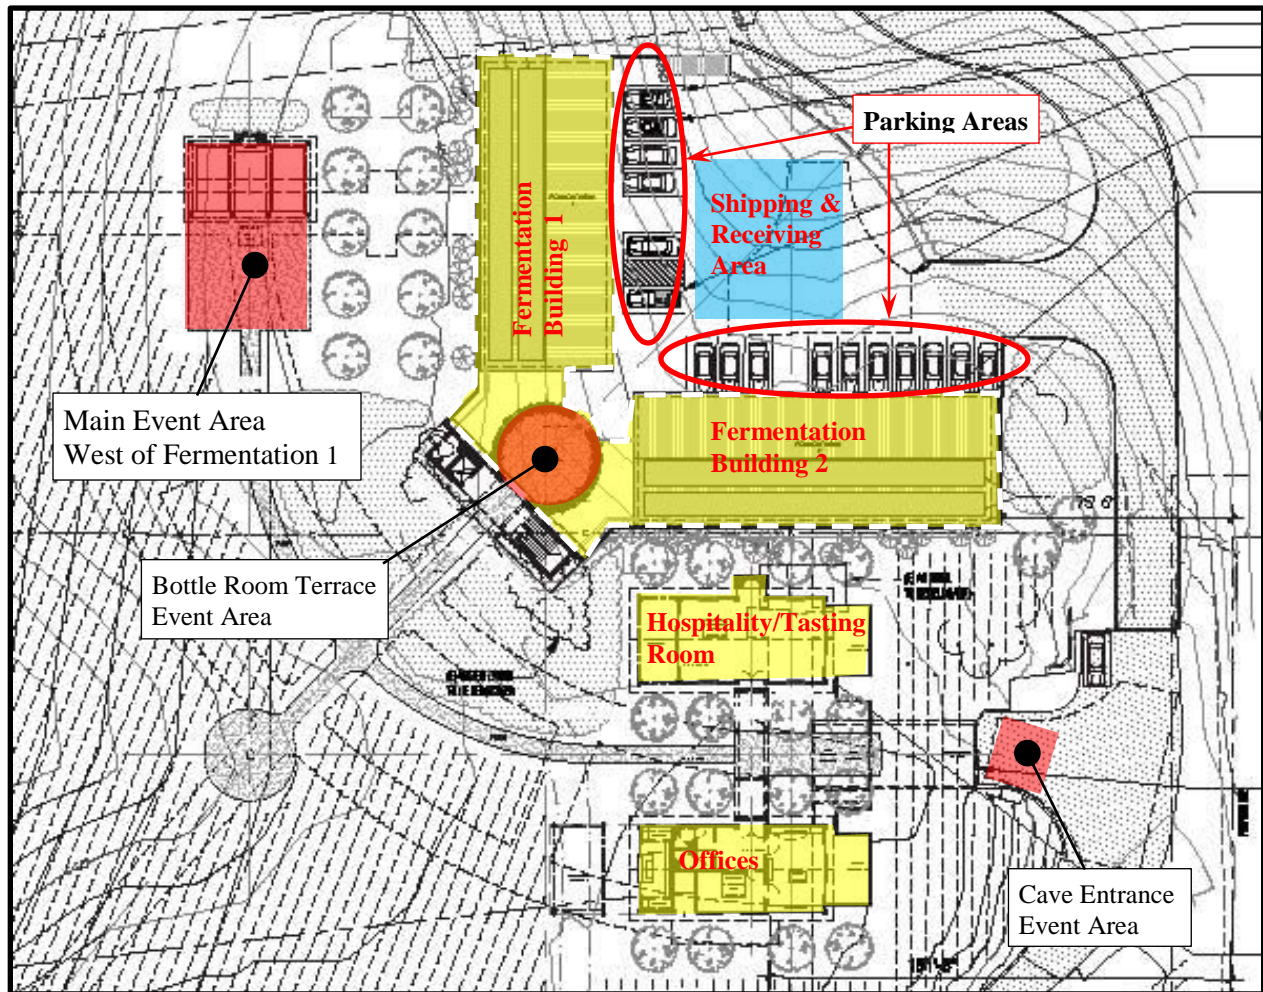 Parking Areas
Shipping &
Receiving
Area
Fermentation
Building 1
Main Event Area
West of Fermentation 1
Fermentation
Building 2
Bottle Room Terrace
Event Area
Hospitality/Tasting
Room
Offices
Cave Entrance
Event Area